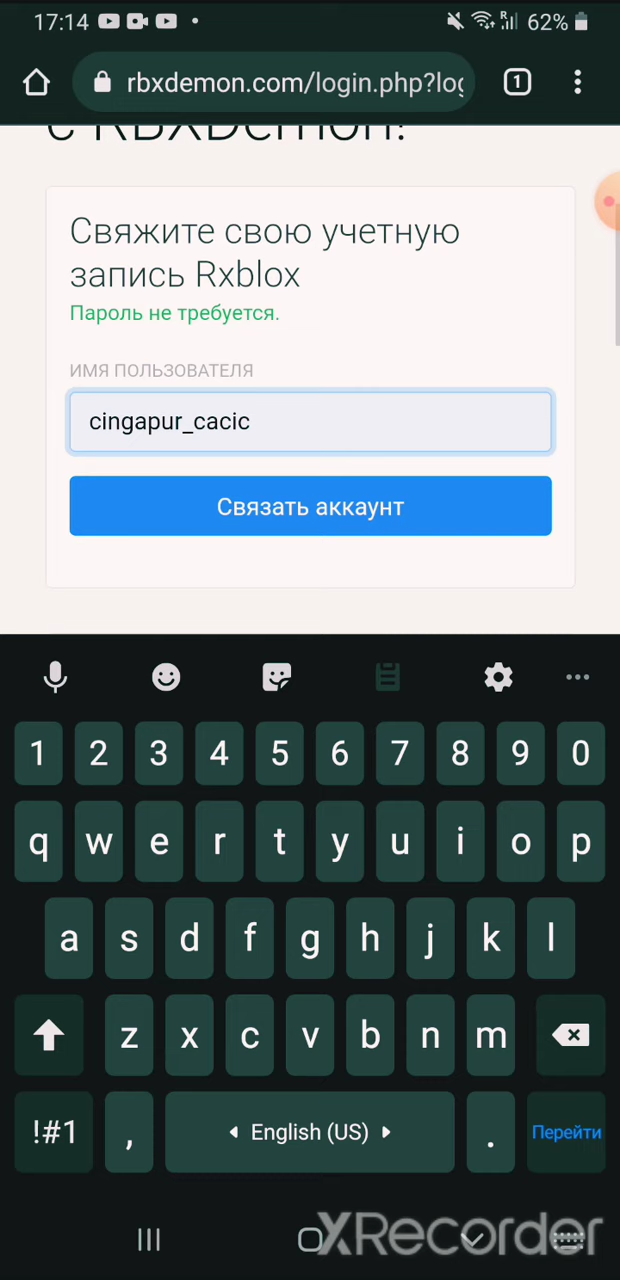 17:14
R
62%
rbxdemon.com/login.php?log
1
с RBXDemon!
Свяжите свою учетную
запись Rxblox
Пароль не требуется.
ИМЯ ПОЛЬЗОВАТЕЛЯ
cingapur_cacic
Связать аккаунт
1 2 3 4 5 6 7 8 9 0
q w e r t y u i o p
a s d f g h j k l
z x c v b n m
!#1 , English (US) . Перейти
XRecorder